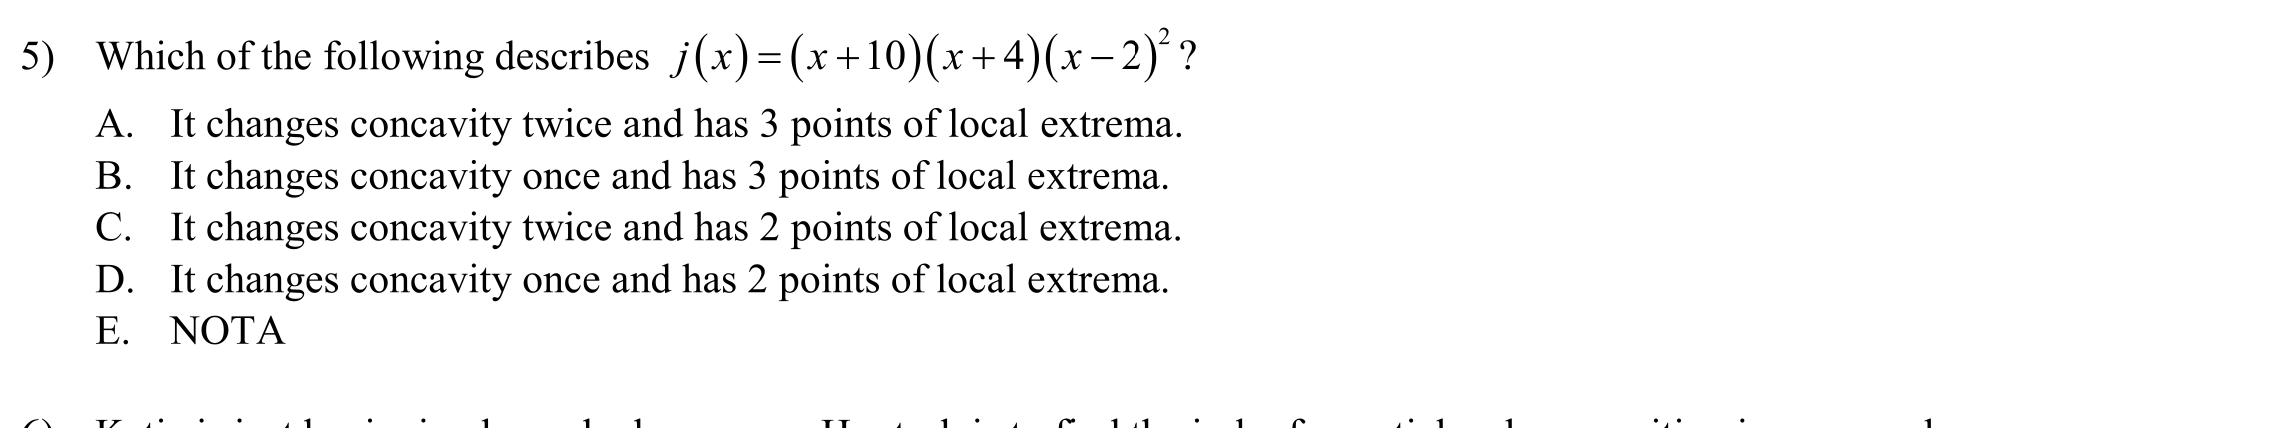 5) Which of the following describes j(x)=(x+10)(x+4)(x−2)²?
A. It changes concavity twice and has 3 points of local extrema.
B. It changes concavity once and has 3 points of local extrema.
C. It changes concavity twice and has 2 points of local extrema.
D. It changes concavity once and has 2 points of local extrema.
E. NOTA